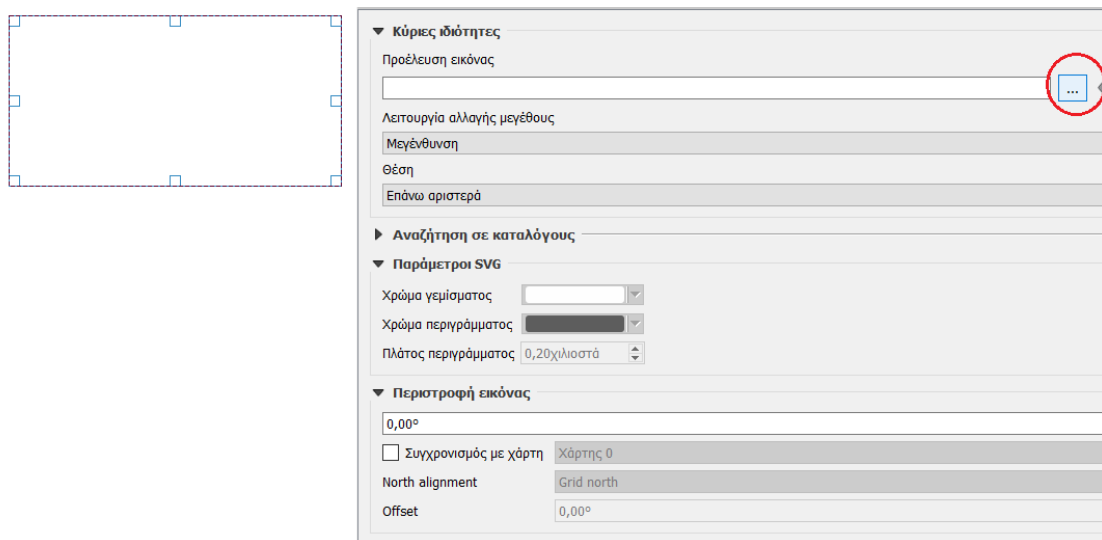 Κύριες ιδιότητες
Προέλευση εικόνας
...
Λειτουργία αλλαγής μεγέθους
Μεγένθυνση
Θέση
Επάνω αριστερά
Αναζήτηση σε καταλόγους
Παράμετροι SVG
Χρώμα γεμίσματος
Χρώμα περιγράμματος
Πλάτος περιγράμματος 0,20χιλιοστά
Περιστροφή εικόνας
0,00°
Συγχρονισμός με χάρτη Χάρτης 0
North alignment Grid north
Offset 0,00°